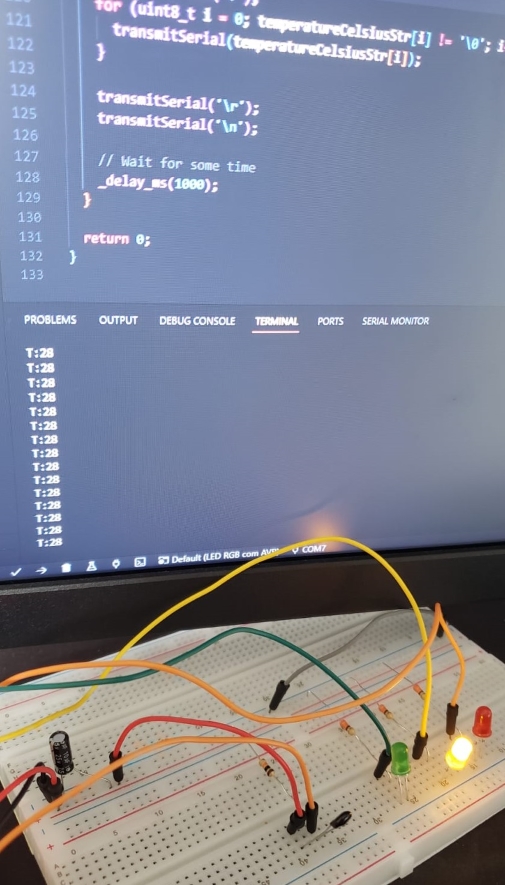 121 for (uint8_t i = 0; temperatureCelsiusStr[i] != '\0'; i
122 transmitSerial(temperatureCelsiusStr[i]);
123 }
124
125 transmitSerial('\r');
126 transmitSerial('\n');
127
128 // Wait for some time
129 _delay_ms(1000);
130 }
131 return 0;
132 }
133
PROBLEMS OUTPUT DEBUG CONSOLE TERMINAL PORTS SERIAL MONITOR
T:28
T:28
T:28
T:28
T:28
T:28
T:28
T:28
T:28
T:28
T:28
T:28
T:28
T:28
Default (LED RGB com AVR) COM7